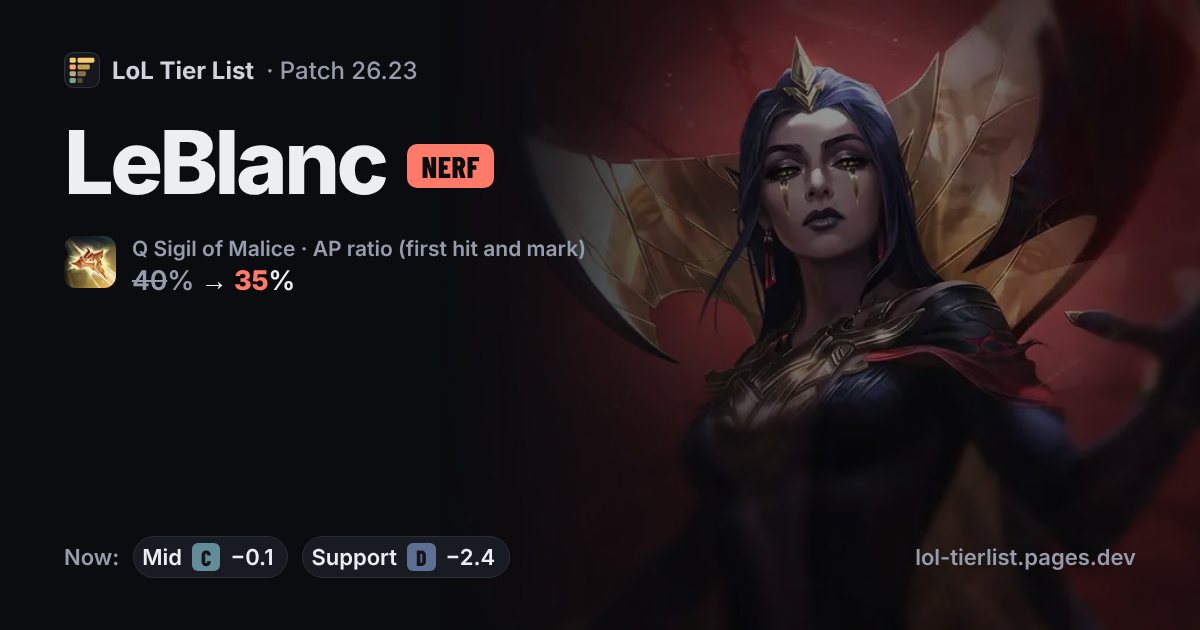 LoL Tier List · Patch 26.23
LeBlanc NERF
Q Sigil of Malice · AP ratio (first hit and mark)
40% → 35%
Now: Mid C −0.1 Support D −2.4
lol-tierlist.pages.dev